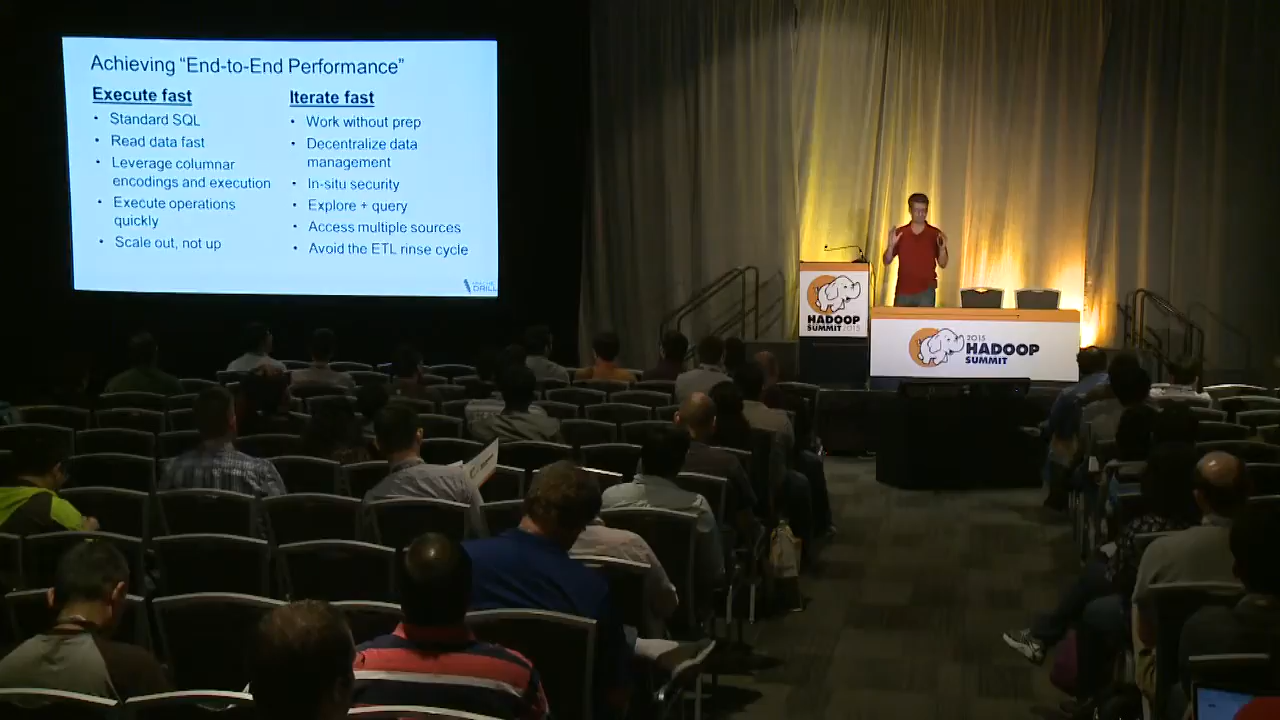 Achieving “End-to-End Performance”
Execute fast
• Standard SQL
• Read data fast
• Leverage columnar
encodings and execution
• Execute operations
quickly
• Scale out, not up
Iterate fast
• Work without prep
• Decentralize data
management
• In-situ security
• Explore + query
• Access multiple sources
• Avoid the ETL rinse cycle
APACHE
DRILL
HADOOP
SUMMIT 2015
2015
HADOOP
SUMMIT